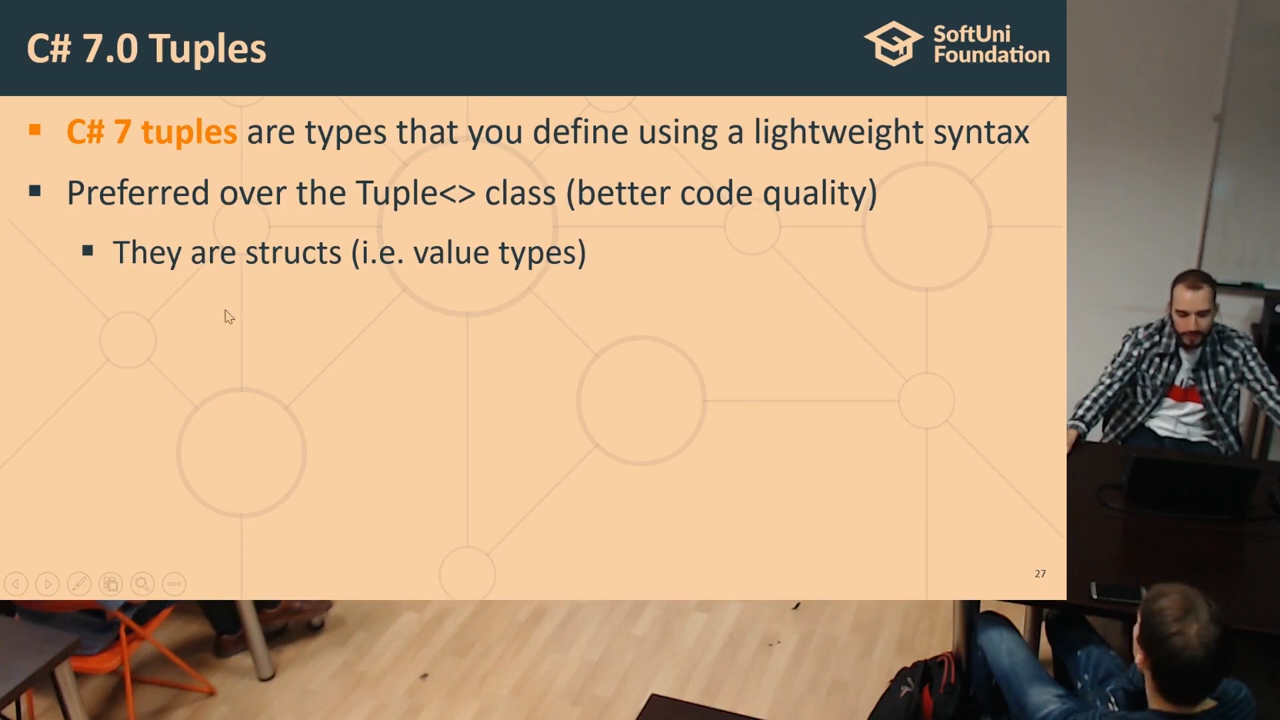 C# 7.0 Tuples
SoftUni
Foundation
C# 7 tuples are types that you define using a lightweight syntax
Preferred over the Tuple<> class (better code quality)
They are structs (i.e. value types)
27